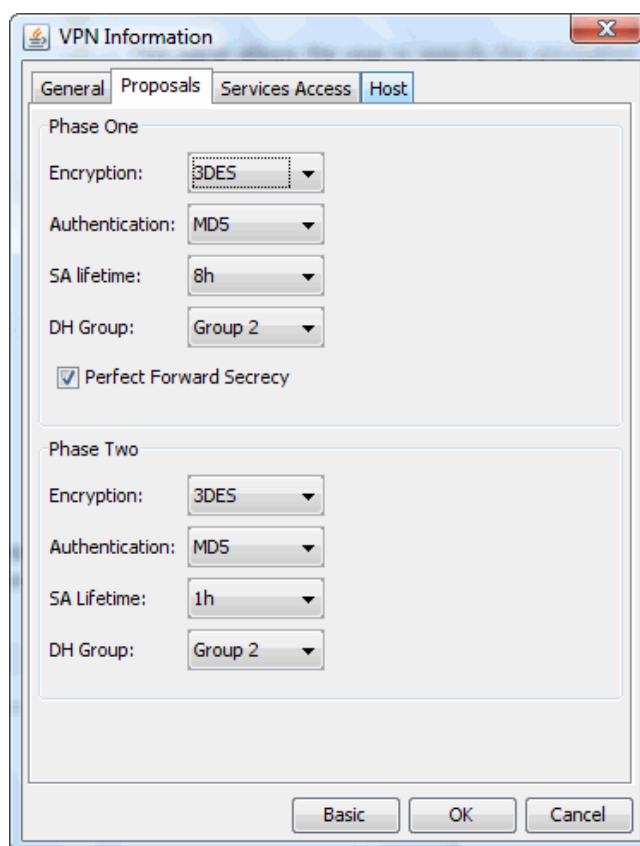 VPN Information
General Proposals Services Access Host
Phase One
Encryption: 3DES
Authentication: MD5
SA lifetime: 8h
DH Group: Group 2
Perfect Forward Secrecy
Phase Two
Encryption: 3DES
Authentication: MD5
SA Lifetime: 1h
DH Group: Group 2
Basic OK Cancel